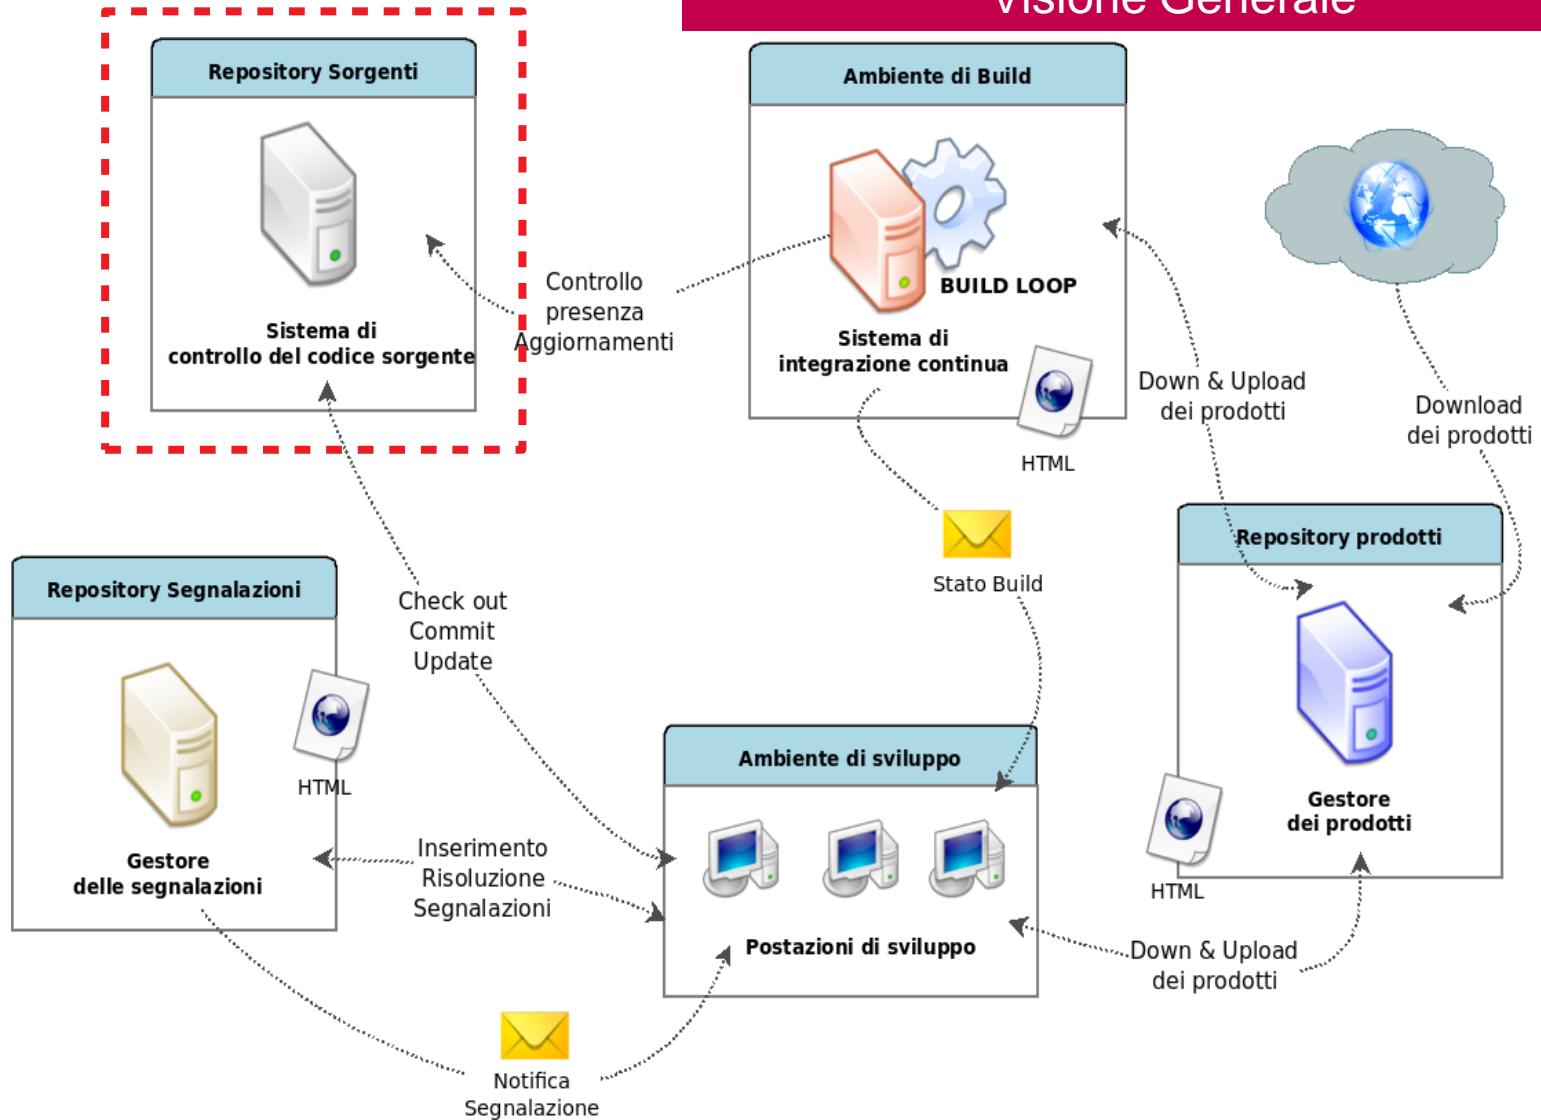 Visione Generale
Repository Sorgenti
Sistema di
controllo del codice sorgente
Controllo
presenza
Aggiornamenti
Ambiente di Build
BUILD LOOP
Sistema di
integrazione continua
HTML
Down & Upload
dei prodotti
Download
dei prodotti
Stato Build
Repository prodotti
Gestore
dei prodotti
HTML
Repository Segnalazioni
HTML
Gestore
delle segnalazioni
Check out
Commit
Update
Inserimento
Risoluzione
Segnalazioni
Ambiente di sviluppo
Postazioni di sviluppo
Down & Upload
dei prodotti
Notifica
Segnalazione